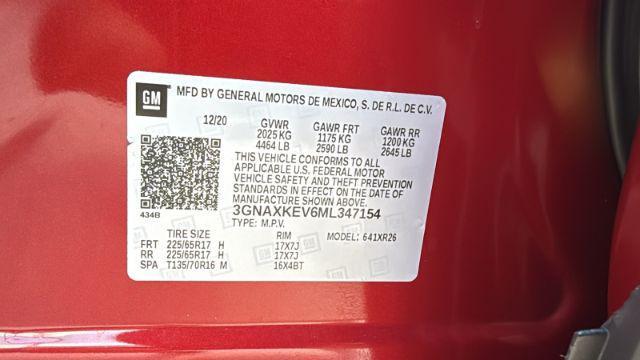 GM
MFD BY GENERAL MOTORS DE MEXICO, S. DE R.L. DE C.V.
12/20 GVWR GAWR FRT GAWR RR
2025 KG 1175 KG 1200 KG
4464 LB 2590 LB 2645 LB
THIS VEHICLE CONFORMS TO ALL
APPLICABLE U.S. FEDERAL MOTOR
VEHICLE SAFETY AND THEFT PREVENTION
STANDARDS IN EFFECT ON THE DATE OF
MANUFACTURE SHOWN ABOVE.
434B 3GNAXKEV6ML347154
TYPE: M.P.V. MODEL: 641XR26
TIRE SIZE RIM
FRT 225/65R17 H 17X7J
RR 225/65R17 H 17X7J
SPA T135/70R16 M 16X4BT